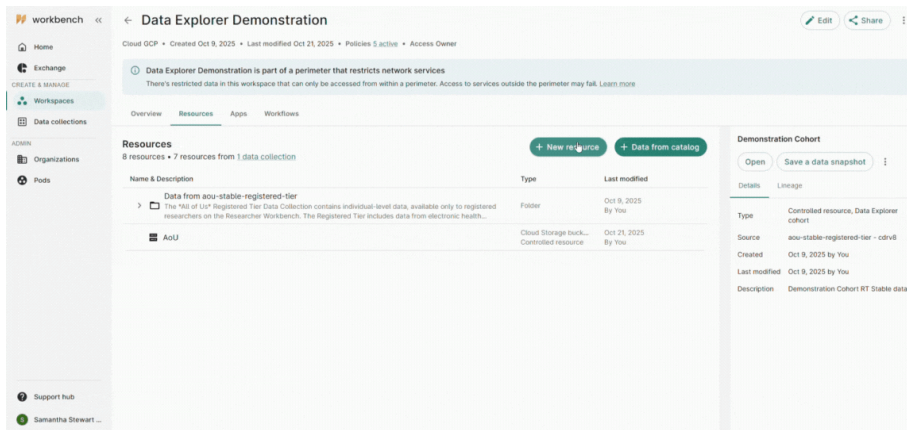 workbench
Home
Exchange
CREATE & MANAGE
Workspaces
Data collections
ADMIN
Organizations
Pods
Support hub
S
Samantha Stewart ...
Data Explorer Demonstration
Edit
Share
Cloud GCP • Created Oct 9, 2025 • Last modified Oct 21, 2025 • Policies 5 active • Access Owner
Data Explorer Demonstration is part of a perimeter that restricts network services
There's restricted data in this workspace that can only be accessed from within a perimeter. Access to services outside the perimeter may fail. Learn more
Overview Resources Apps Workflows
Resources
8 resources • 7 resources from 1 data collection
+ New resource
+ Data from catalog
Name & Description Type Last modified
Data from aou-stable-registered-tier
The *All of Us* Registered Tier Data Collection contains individual-level data, available only to registered
researchers on the Researcher Workbench. The Registered Tier includes data from electronic health...
Folder
Oct 9, 2025
By You
AoU
Cloud Storage buck...
Controlled resource
Oct 21, 2025
By You
Demonstration Cohort
Open
Save a data snapshot
Details Lineage
Type Controlled resource, Data Explorer
cohort
Source aou-stable-registered-tier - cdrv8
Created Oct 9, 2025 by You
Last modified Oct 9, 2025 by You
Description Demonstration Cohort RT Stable data